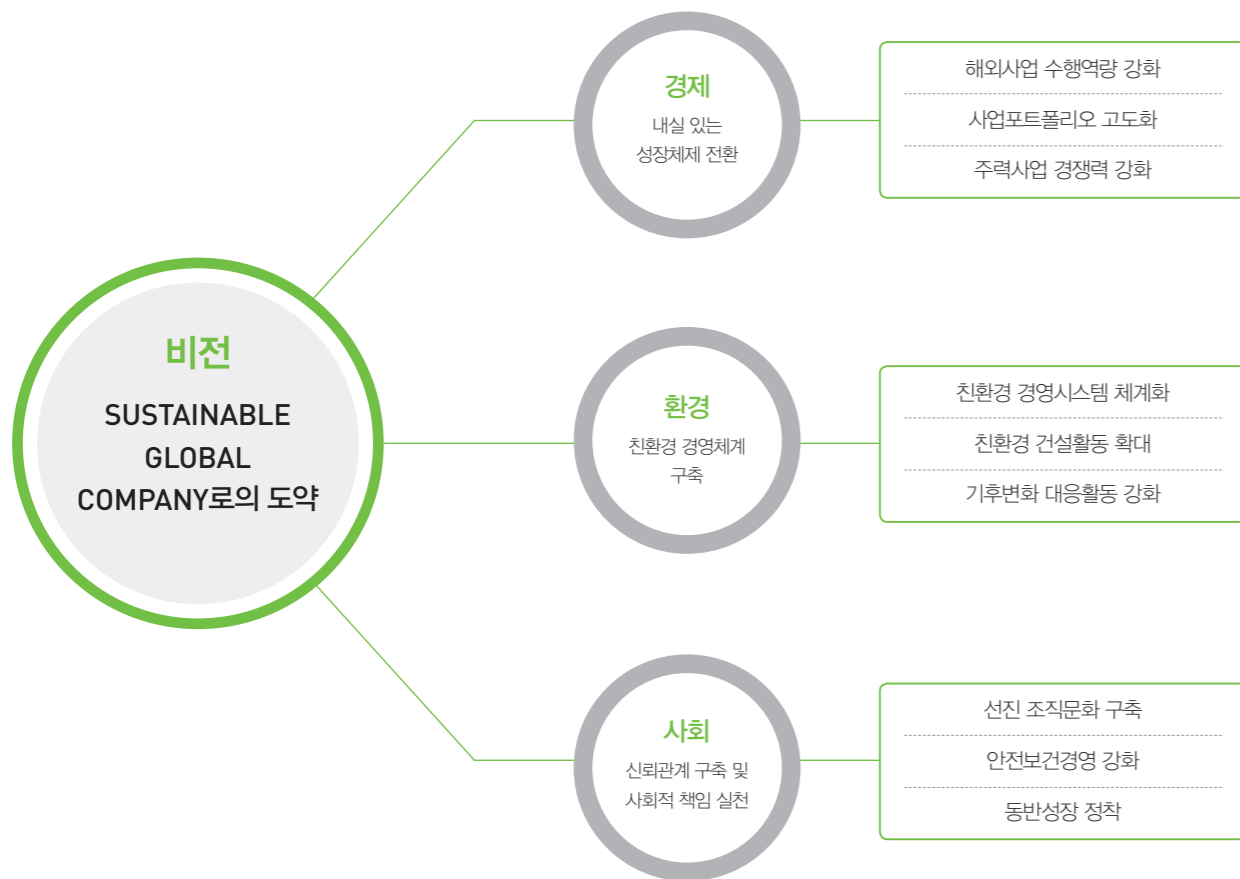 비전
SUSTAINABLE
GLOBAL
COMPANY로의 도약
경제
내실 있는
성장체제 전환
해외사업 수행역량 강화
사업포트폴리오 고도화
주력사업 경쟁력 강화
환경
친환경 경영체계
구축
친환경 경영시스템 체계화
친환경 건설활동 확대
기후변화 대응활동 강화
사회
신뢰관계 구축 및
사회적 책임 실천
선진 조직문화 구축
안전보건경영 강화
동반성장 정착